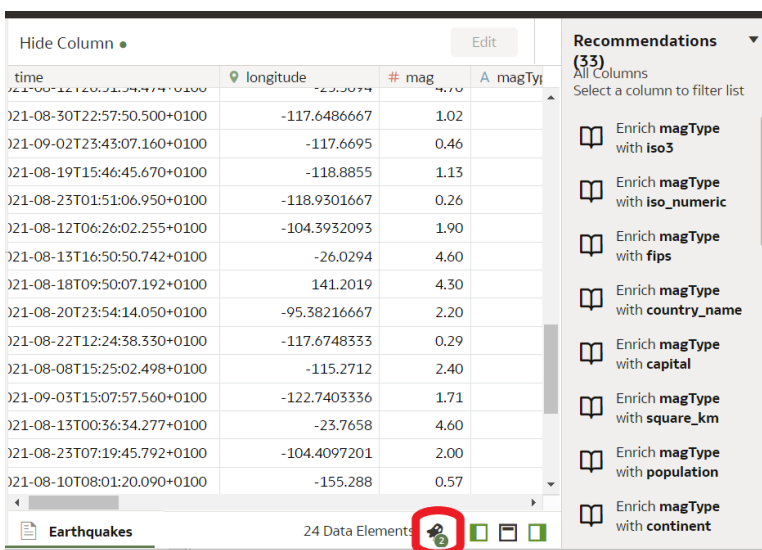 Hide Column
Edit
time longitude # mag A magTyp
-25.5094 4.70
021-08-30T22:57:50.500+0100 -117.6486667 1.02
021-09-02T23:43:07.160+0100 -117.6695 0.46
021-08-19T15:46:45.670+0100 -118.8855 1.13
021-08-23T01:51:06.950+0100 -118.9301667 0.26
021-08-12T06:26:02.255+0100 -104.3932093 1.90
021-08-13T16:50:50.742+0100 -26.0294 4.60
021-08-18T09:50:07.192+0100 141.2019 4.30
021-08-20T23:54:14.050+0100 -95.38216667 2.20
021-08-22T12:24:38.330+0100 -117.6748333 0.29
021-08-08T15:25:02.498+0100 -115.2712 2.40
021-09-03T15:07:57.560+0100 -122.7403336 1.71
021-08-13T00:36:34.277+0100 -23.7658 4.60
021-08-23T07:19:45.792+0100 -104.4097201 2.00
021-08-10T08:01:20.090+0100 -155.288 0.57
Earthquakes 24 Data Elements 2
Recommendations
(33)
All Columns
Select a column to filter list
Enrich magType
with iso3
Enrich magType
with iso_numeric
Enrich magType
with fips
Enrich magType
with country_name
Enrich magType
with capital
Enrich magType
with square_km
Enrich magType
with population
Enrich magType
with continent